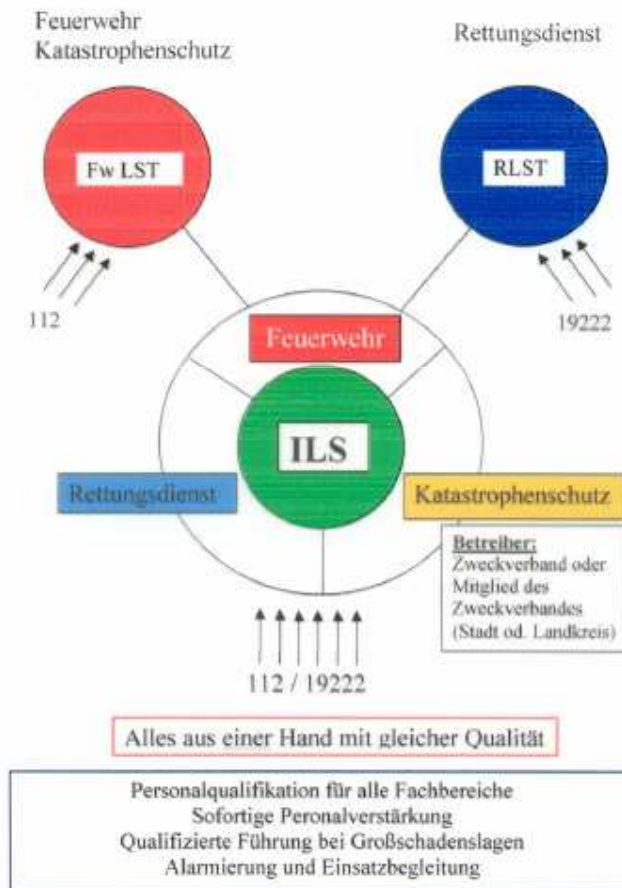 Feuerwehr
Katastrophenschutz
Rettungsdienst
Fw LST
RLST
112
19222
Feuerwehr
ILS
Rettungsdienst
Katastrophenschutz
Betreiber:
Zweckverband oder
Mitglied des
Zweckverbandes
(Stadt od. Landkreis)
112 / 19222
Alles aus einer Hand mit gleicher Qualität
Personalqualifikation für alle Fachbereiche
Sofortige Peronalverstärkung
Qualifizierte Führung bei Großschadenslagen
Alarmierung und Einsatzbegleitung